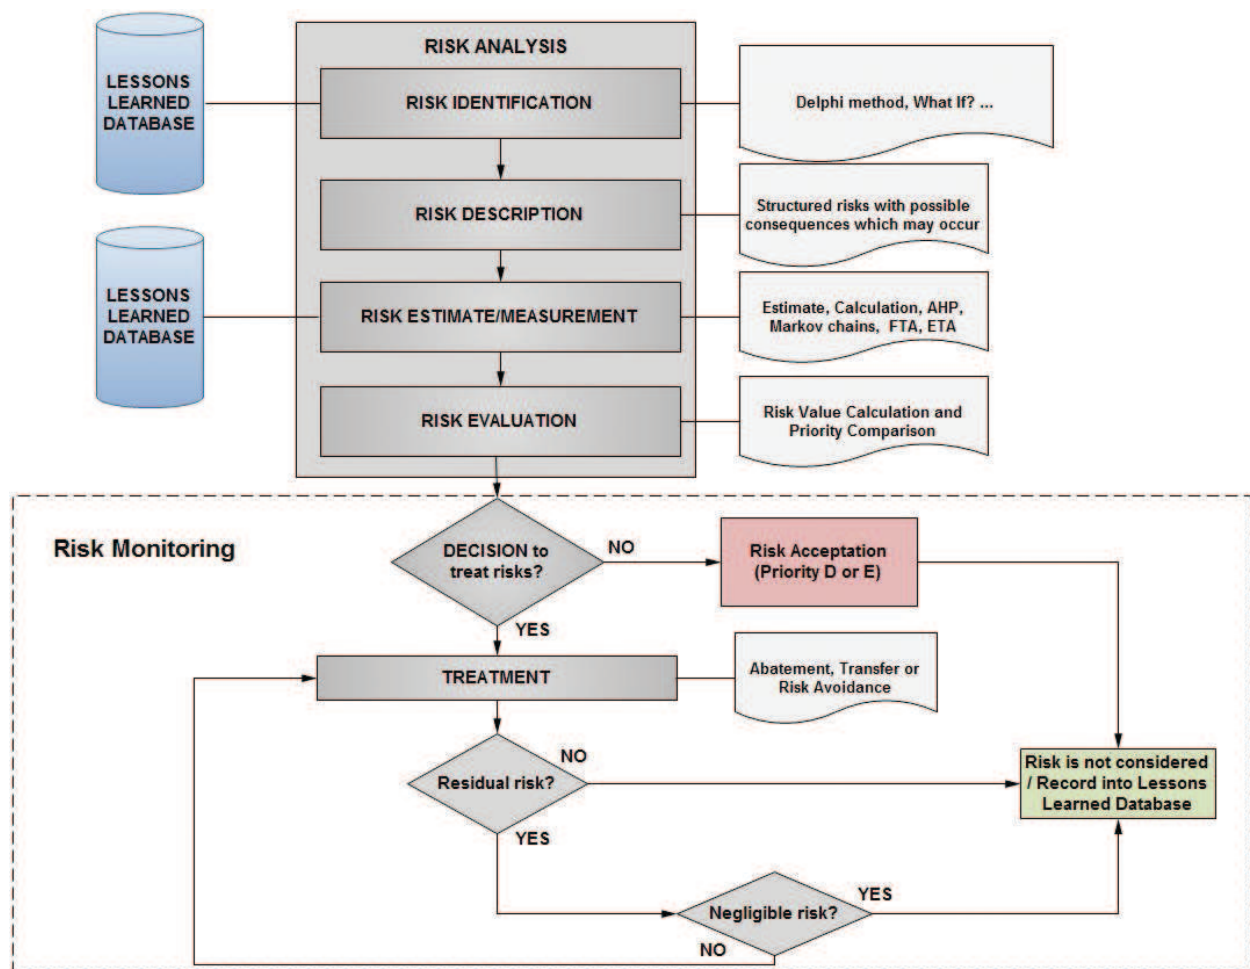 RISK ANALYSIS
LESSONS
LEARNED
DATABASE
RISK IDENTIFICATION
Delphi method, What If? ...
RISK DESCRIPTION
Structured risks with possible
consequences which may occur
LESSONS
LEARNED
DATABASE
RISK ESTIMATE/MEASUREMENT
Estimate, Calculation, AHP,
Markov chains, FTA, ETA
RISK EVALUATION
Risk Value Calculation and
Priority Comparison
Risk Monitoring
DECISION to
treat risks?
NO
Risk Acceptation
(Priority D or E)
YES
TREATMENT
Abatement, Transfer or
Risk Avoidance
Residual risk?
NO
Risk is not considered
/ Record into Lessons
Learned Database
YES
Negligible risk?
YES
NO